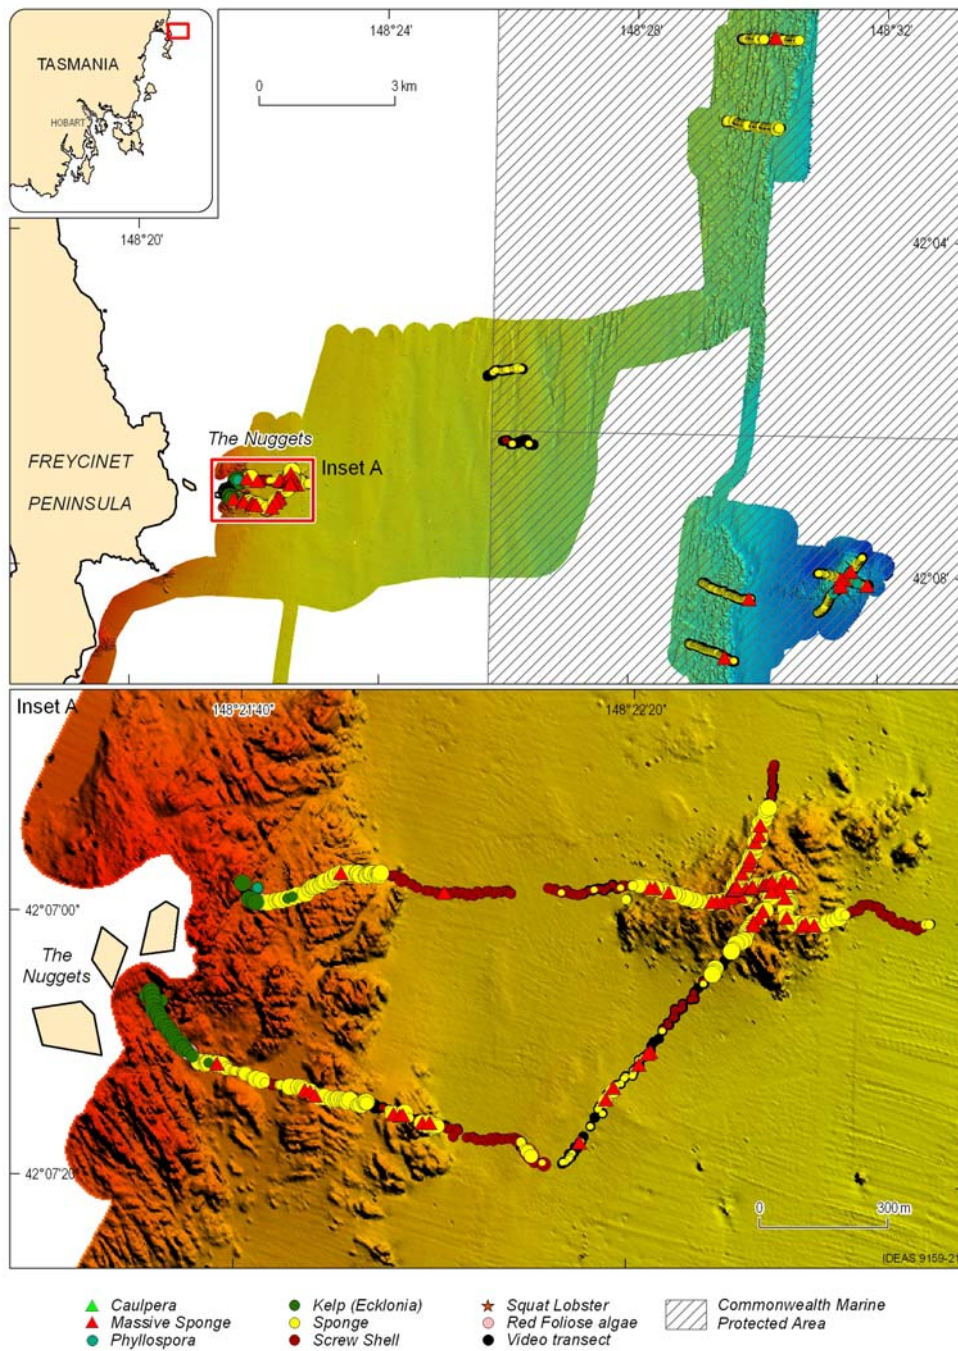 148°24'
148°28'
148°32'
TASMANIA
HOBART
0
3 km
148°20'
42°04'
The Nuggets
Inset A
FREYCINET
PENINSULA
42°08'
Inset A
148°21'40"
148°22'20"
42°07'00"
The
Nuggets
42°07'20"
0
300 m
IDEAS 9159-21
Caulpera
Massive Sponge
Phyllospora
Kelp (Ecklonia)
Sponge
Screw Shell
Squat Lobster
Red Foliose algae
Video transect
Commonwealth Marine
Protected Area